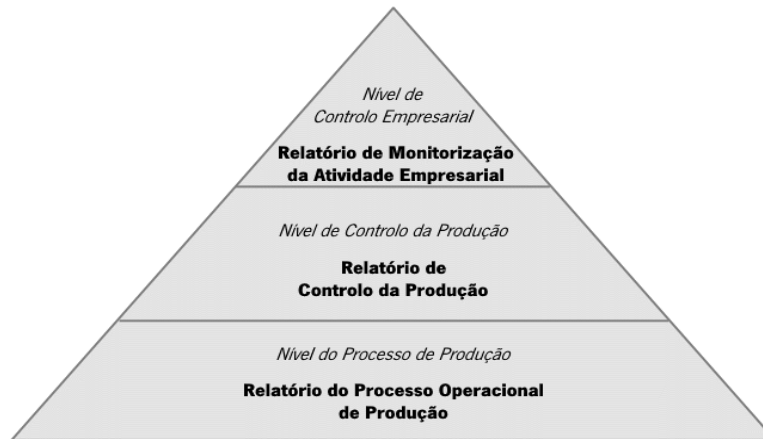 Nível de
Controlo Empresarial
Relatório de Monitorização
da Atividade Empresarial
Nível de Controlo da Produção
Relatório de
Controlo da Produção
Nível do Processo de Produção
Relatório do Processo Operacional
de Produção